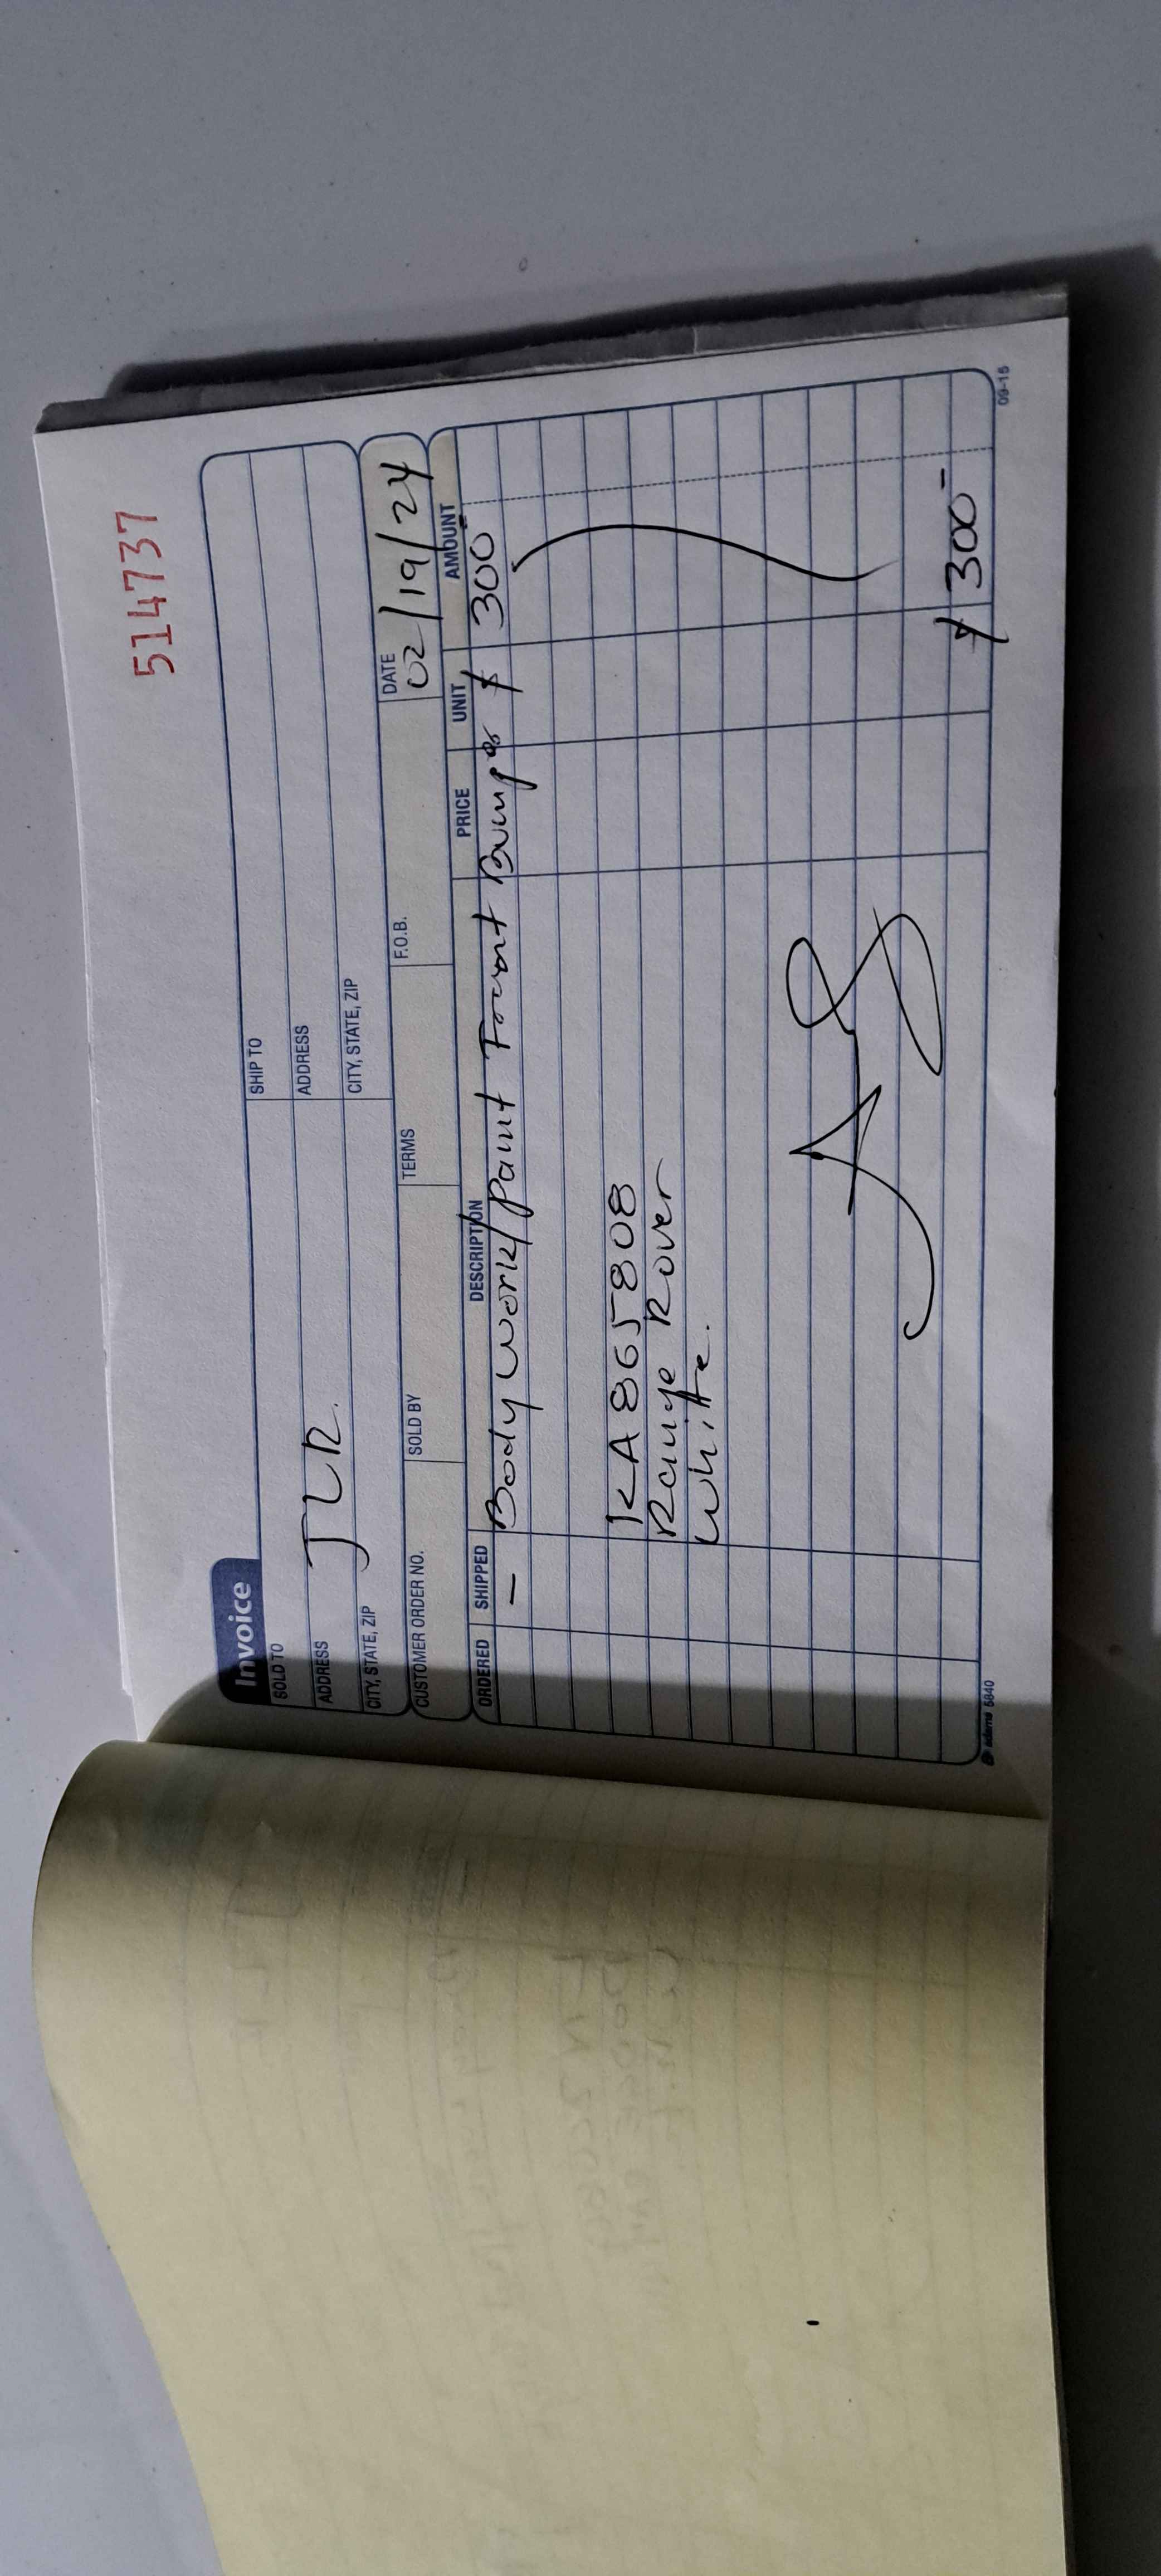 514737
Invoice
SOLD TO
SHIP TO
ADDRESS
JLR.
ADDRESS
CITY, STATE, ZIP
CITY, STATE, ZIP
CUSTOMER ORDER NO.
SOLD BY
TERMS
F.O.B.
DATE
02/19/24
ORDERED SHIPPED DESCRIPTION PRICE UNIT AMOUNT
- Body Work/Paint Front Bumper $ 300-
KA865808
Range Rover
White.
$ 300-
adams 5840
09-15